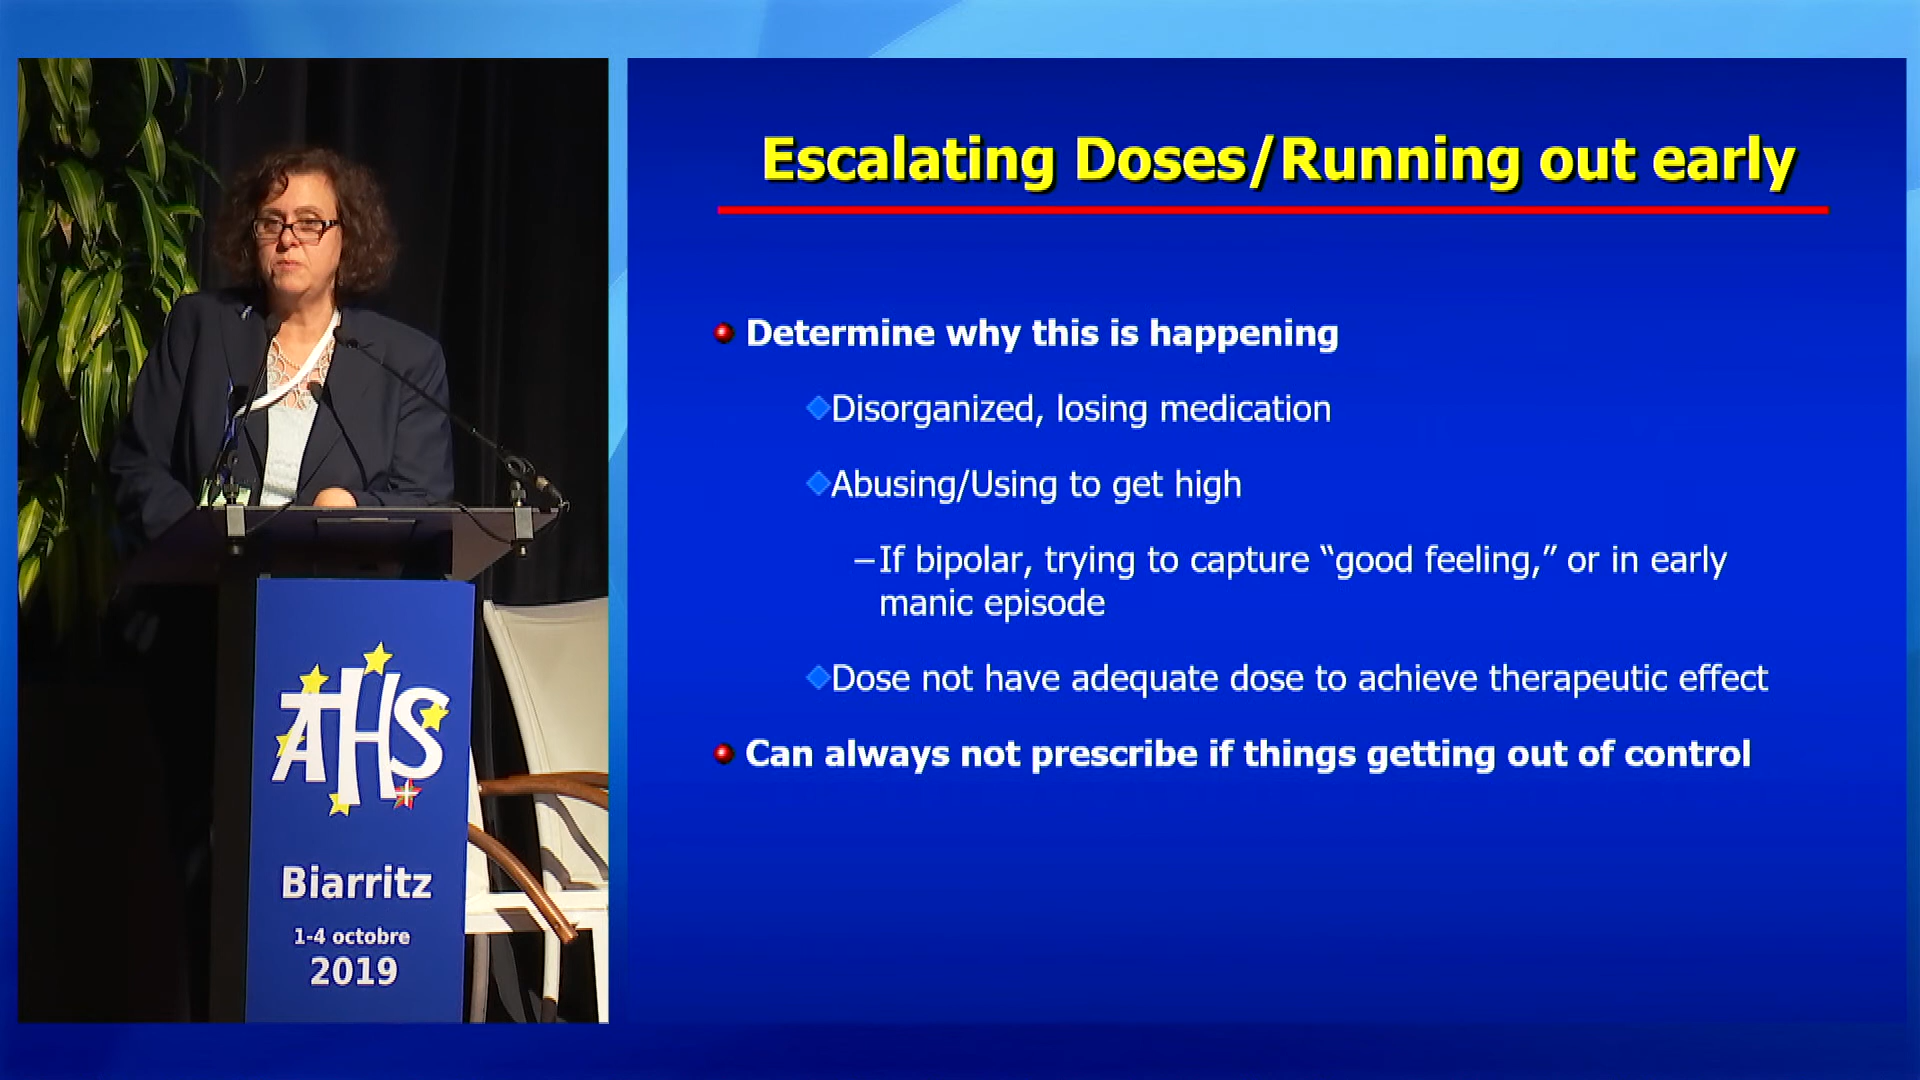 Escalating Doses/Running out early
Determine why this is happening
Disorganized, losing medication
Abusing/Using to get high
–If bipolar, trying to capture “good feeling,” or in early
manic episode
Dose not have adequate dose to achieve therapeutic effect
Can always not prescribe if things getting out of control
ATHS
Biarritz
1-4 octobre
2019